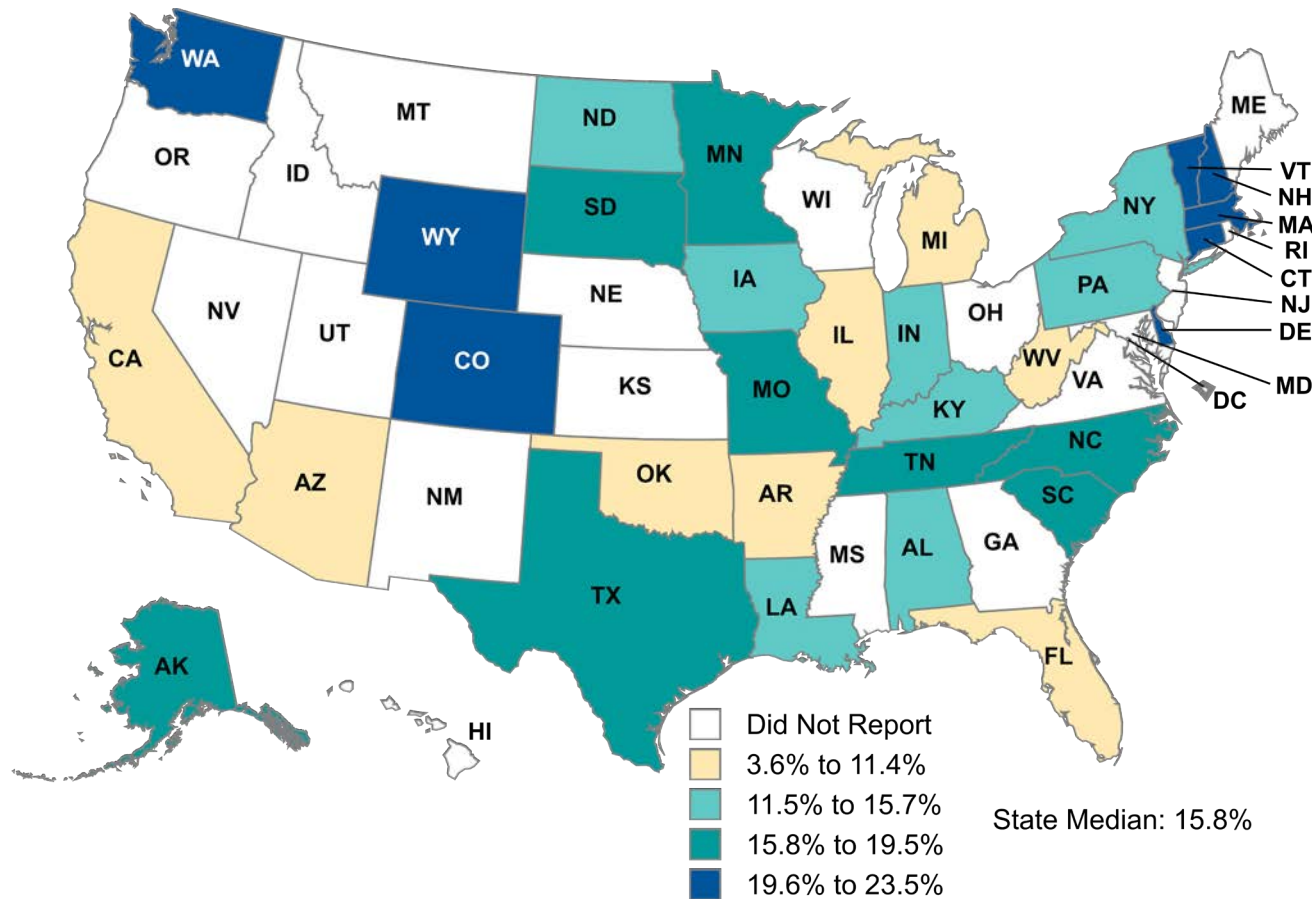 WA
MT
ND
MN
ME
OR
ID
WI
VT
NH
SD
NY
MA
WY
MI
RI
CT
IA
PA
NE
NJ
NV
OH
DE
UT
IL
IN
CA
CO
WV
MD
KS
MO
VA
DC
KY
NC
TN
OK
AZ
AR
SC
NM
MS
AL
GA
TX
LA
FL
AK
HI
Did Not Report
3.6% to 11.4%
11.5% to 15.7%
15.8% to 19.5%
19.6% to 23.5%
State Median: 15.8%